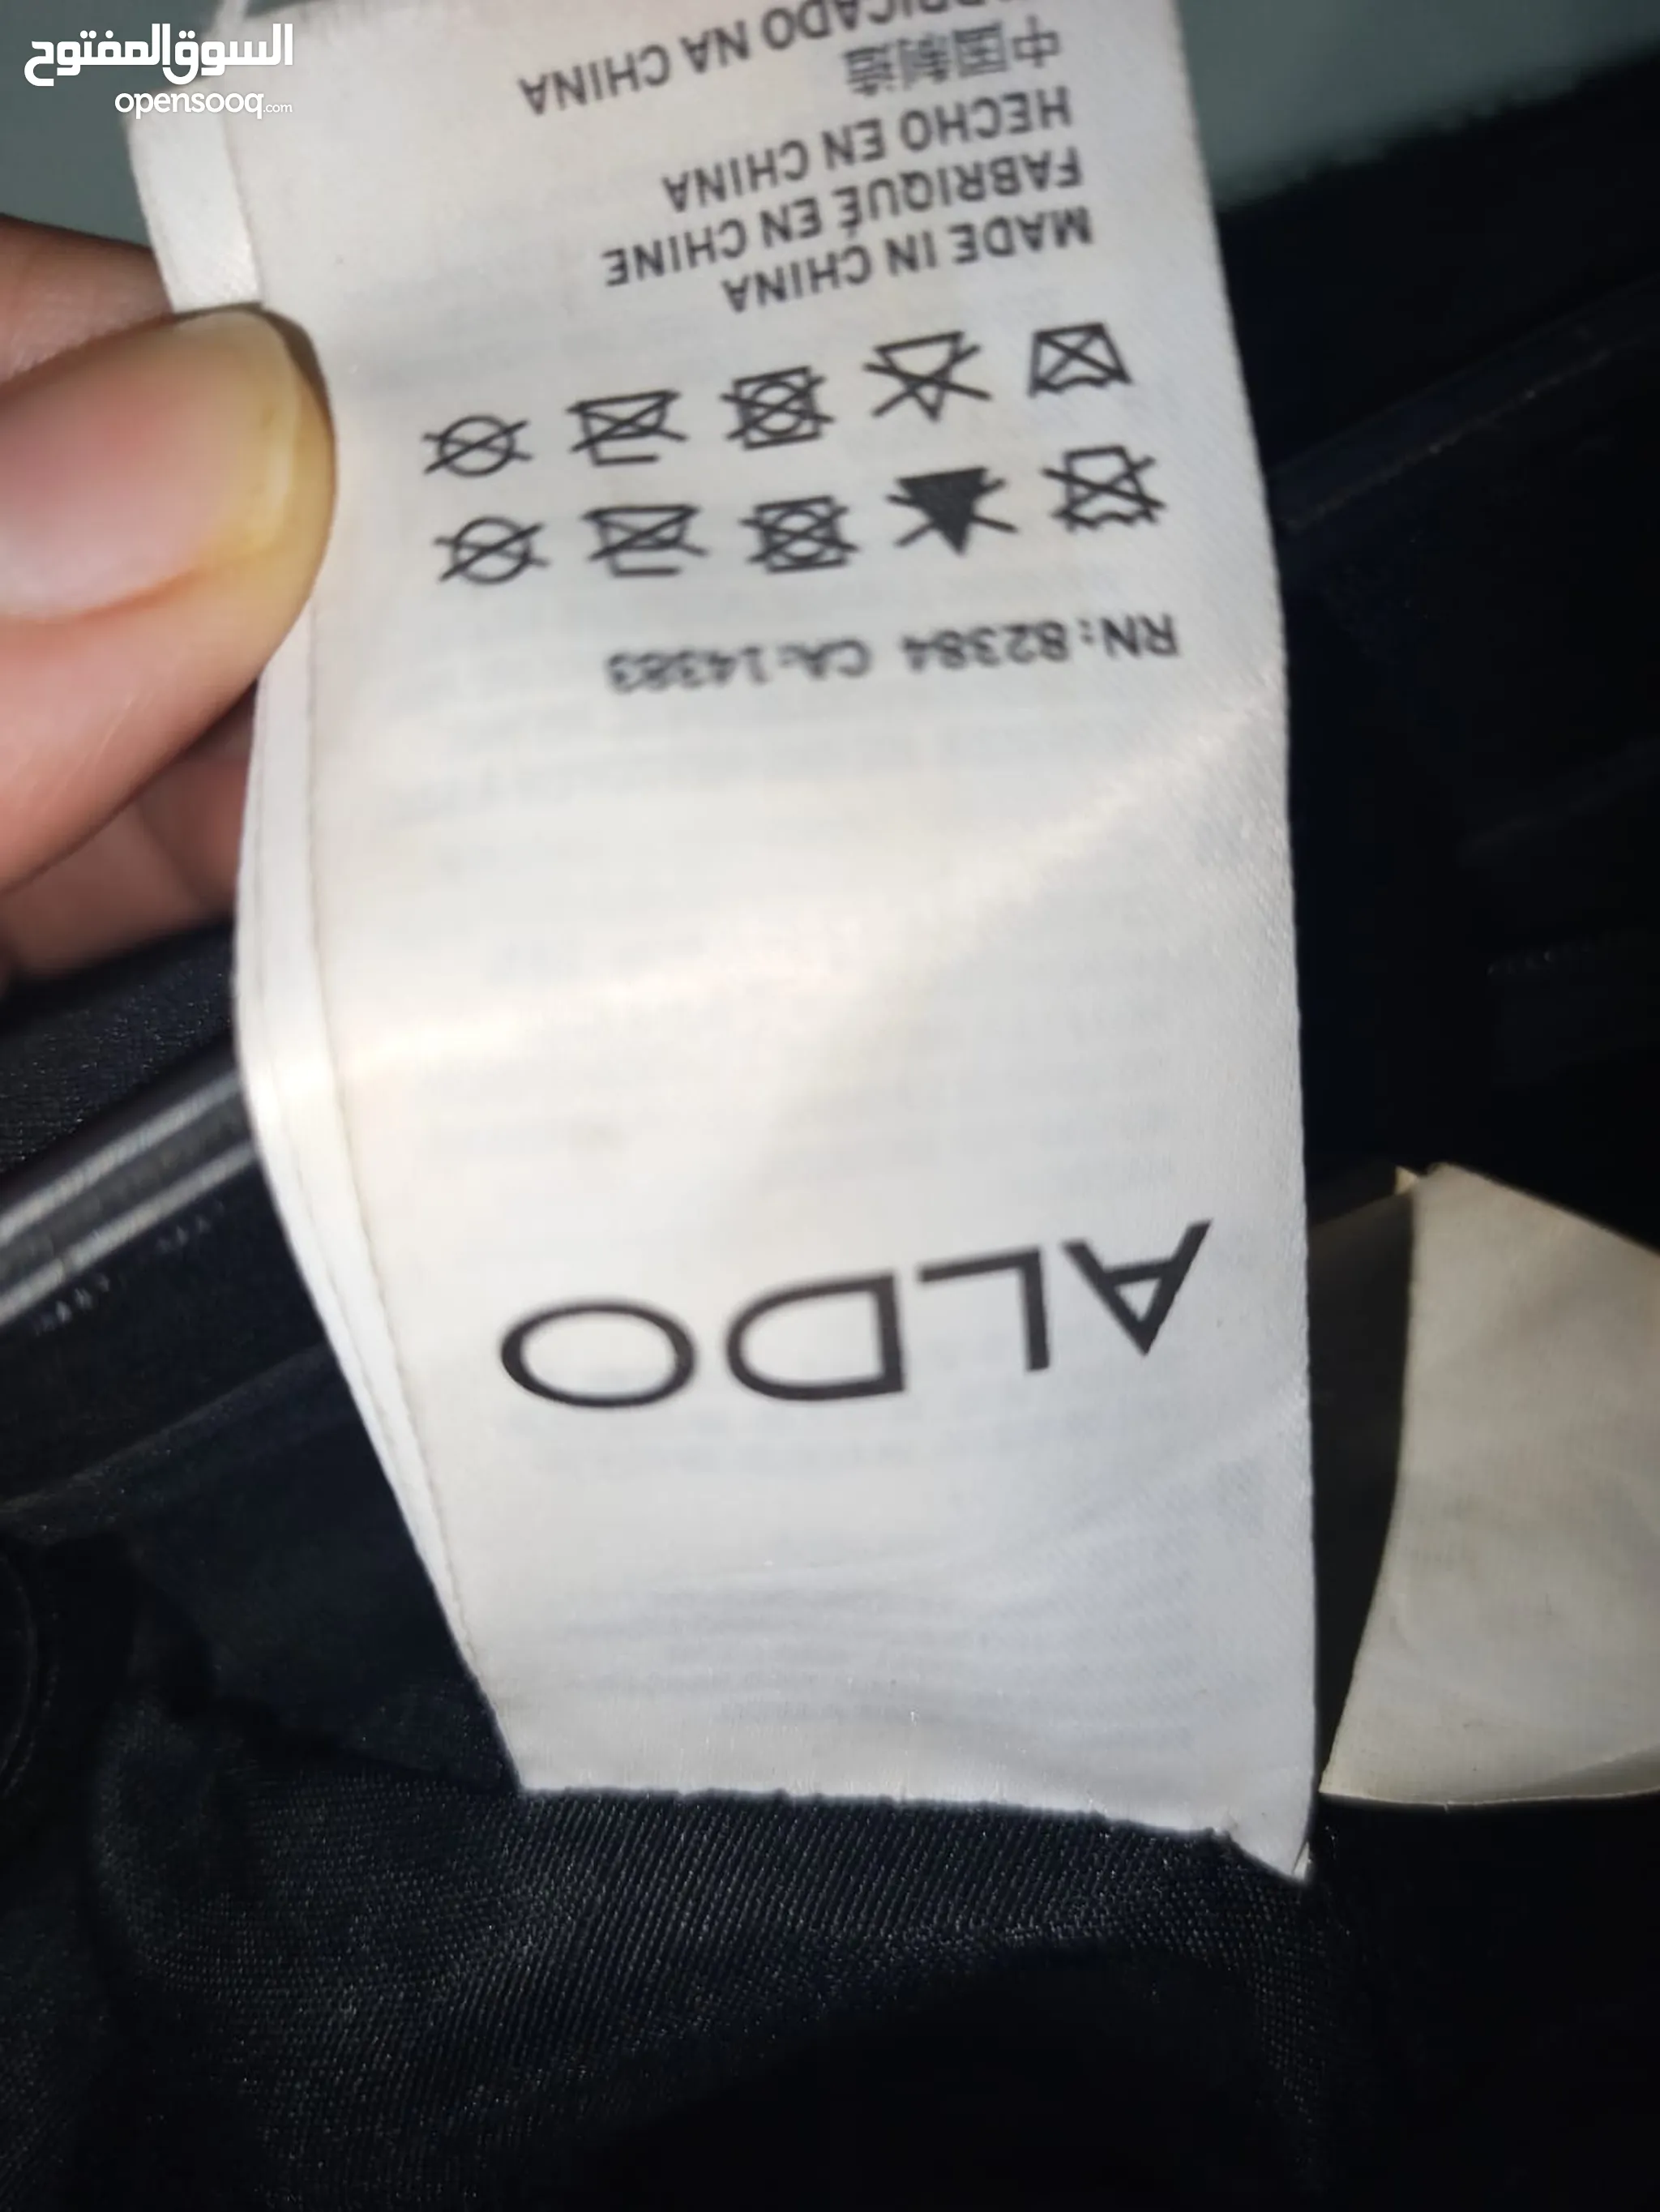 السوق المفتوح
opensooq.com
ALDO
RN:82384 CA:14383
MADE IN CHINA
FABRIQUÉ EN CHINE
HECHO EN CHINA
中国制造
NA CHINA